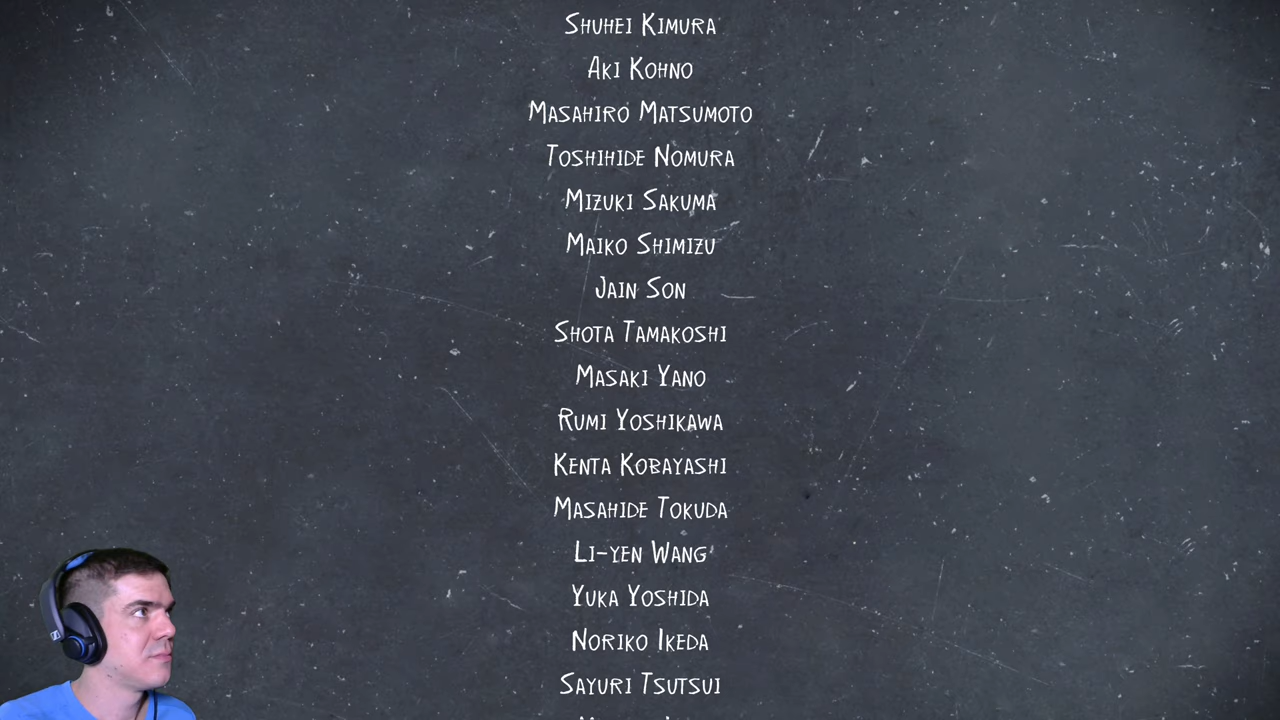 Shuhei Kimura
Aki Kohno
Masahiro Matsumoto
Toshihide Nomura
Mizuki Sakuma
Maiko Shimizu
Jain Son
Shota Tamakoshi
Masaki Yano
Rumi Yoshikawa
Kenta Kobayashi
Masahide Tokuda
Li-yen Wang
Yuka Yoshida
Noriko Ikeda
Sayuri Tsutsui